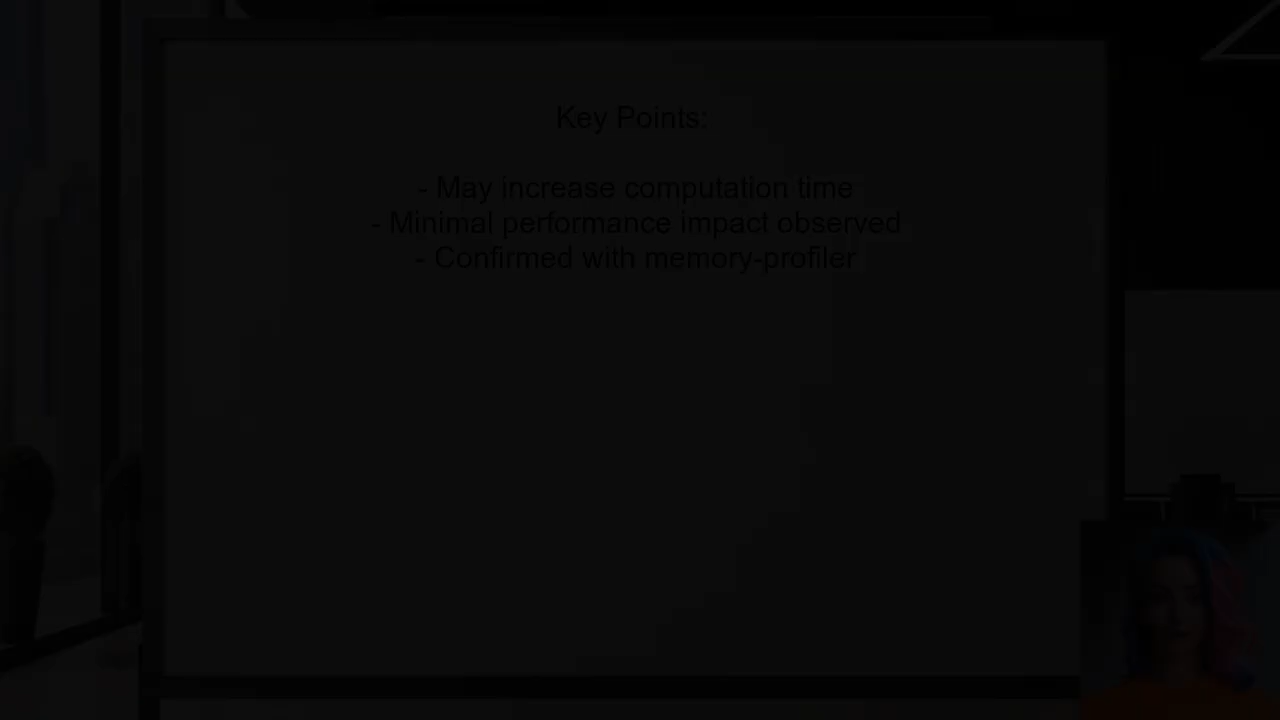 Key Points:
- May increase computation time
- Minimal performance impact observed
- Confirmed with memory-profiler